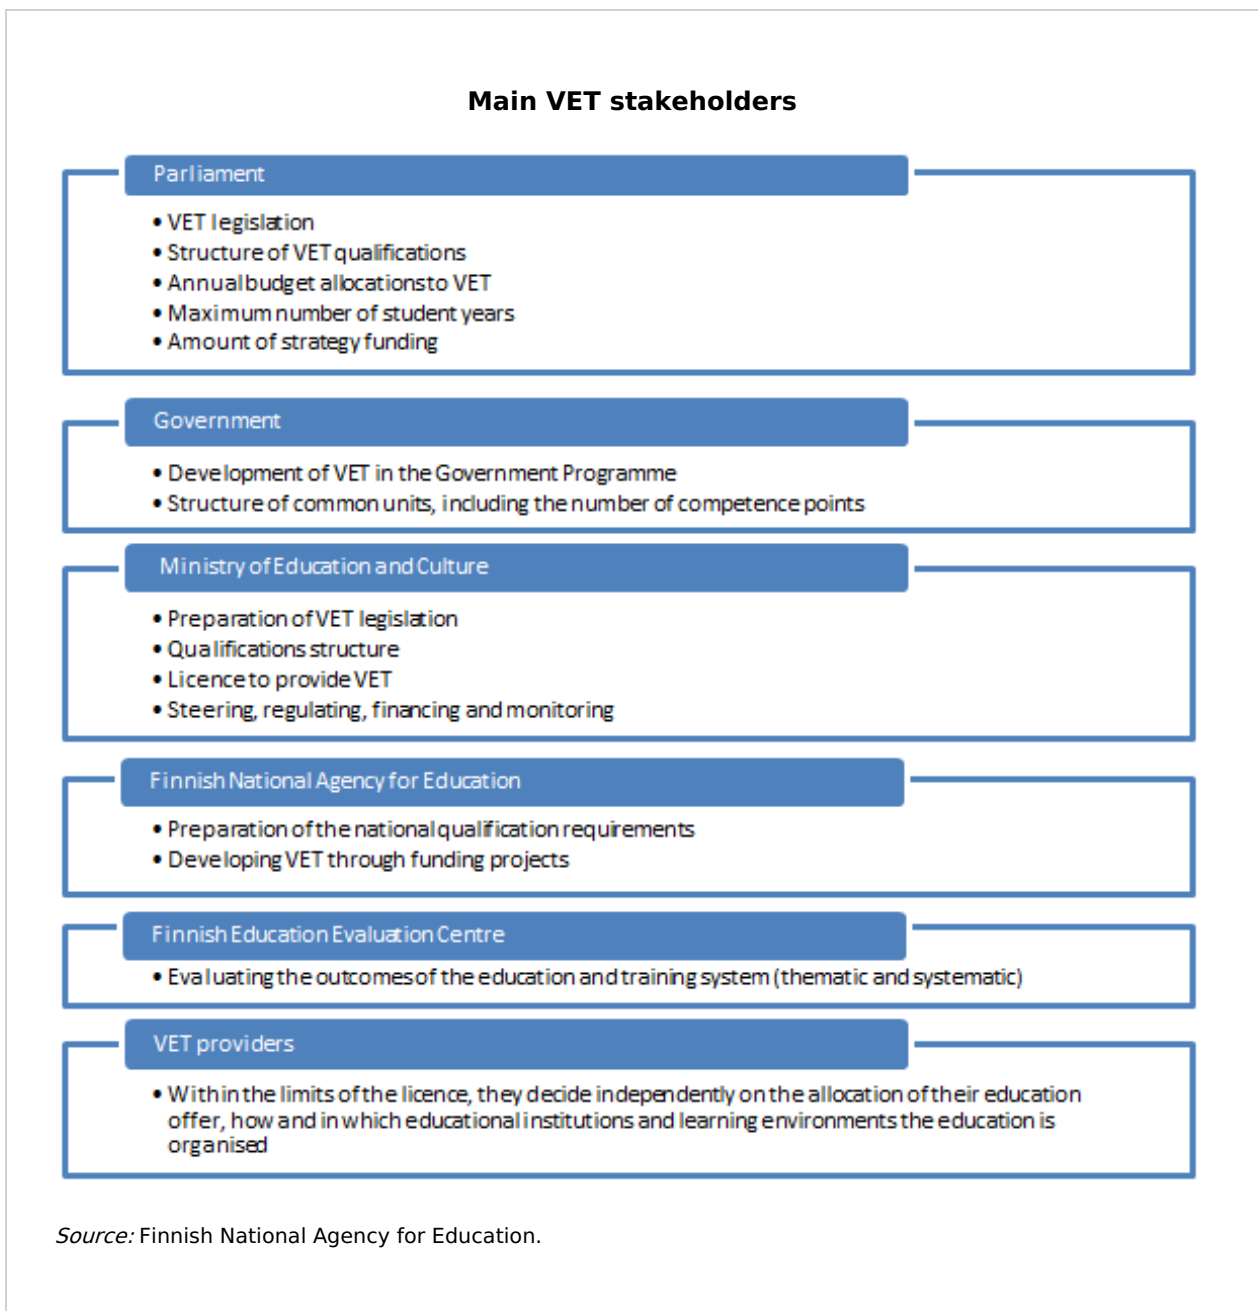 Main VET stakeholders
Parliament
• VET legislation
• Structure of VET qualifications
• Annual budget allocations to VET
• Maximum number of student years
• Amount of strategy funding
Government
• Development of VET in the Government Programme
• Structure of common units, including the number of competence points
Ministry of Education and Culture
• Preparation of VET legislation
• Qualifications structure
• Licence to provide VET
• Steering, regulating, financing and monitoring
Finnish National Agency for Education
• Preparation of the national qualification requirements
• Developing VET through funding projects
Finnish Education Evaluation Centre
• Evaluating the outcomes of the education and training system (thematic and systematic)
VET providers
• Within the limits of the licence, they decide independently on the allocation of their education
offer, how and in which educational institutions and learning environments the education is
organised
Source: Finnish National Agency for Education.